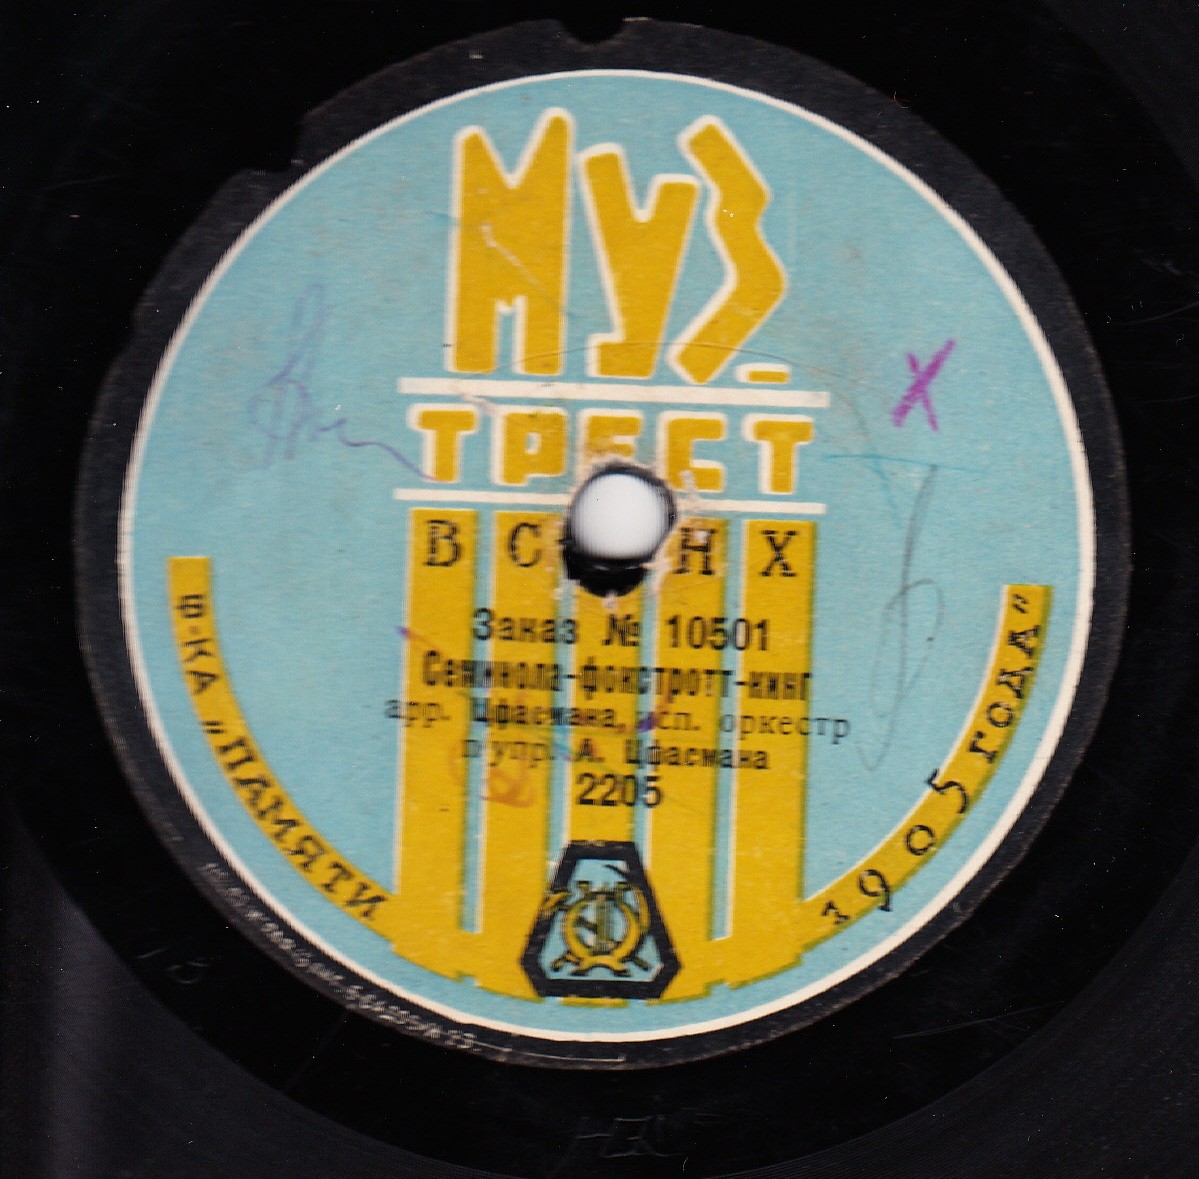 МУЗ.
ТРЕСТ
ВСНХ
Заказ № 10501
Семинола-фокстротт-кинг
арр. Цфасмана, исп. оркестр
п/упр. А. Цфасмана
2205
Ф-КА „ПАМЯТИ
1905 года"